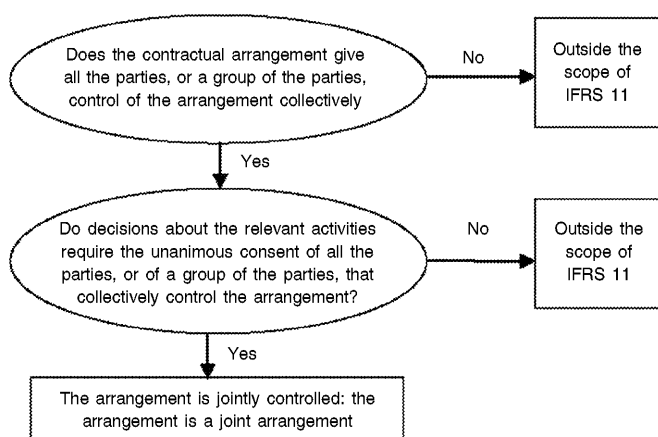 Does the contractual arrangement give
all the parties, or a group of the parties,
control of the arrangement collectively
No
Outside the
scope of
IFRS 11
Yes
Do decisions about the relevant activities
require the unanimous consent of all the
parties, or of a group of the parties, that
collectively control the arrangement?
No
Outside the
scope of
IFRS 11
Yes
The arrangement is jointly controlled: the
arrangement is a joint arrangement